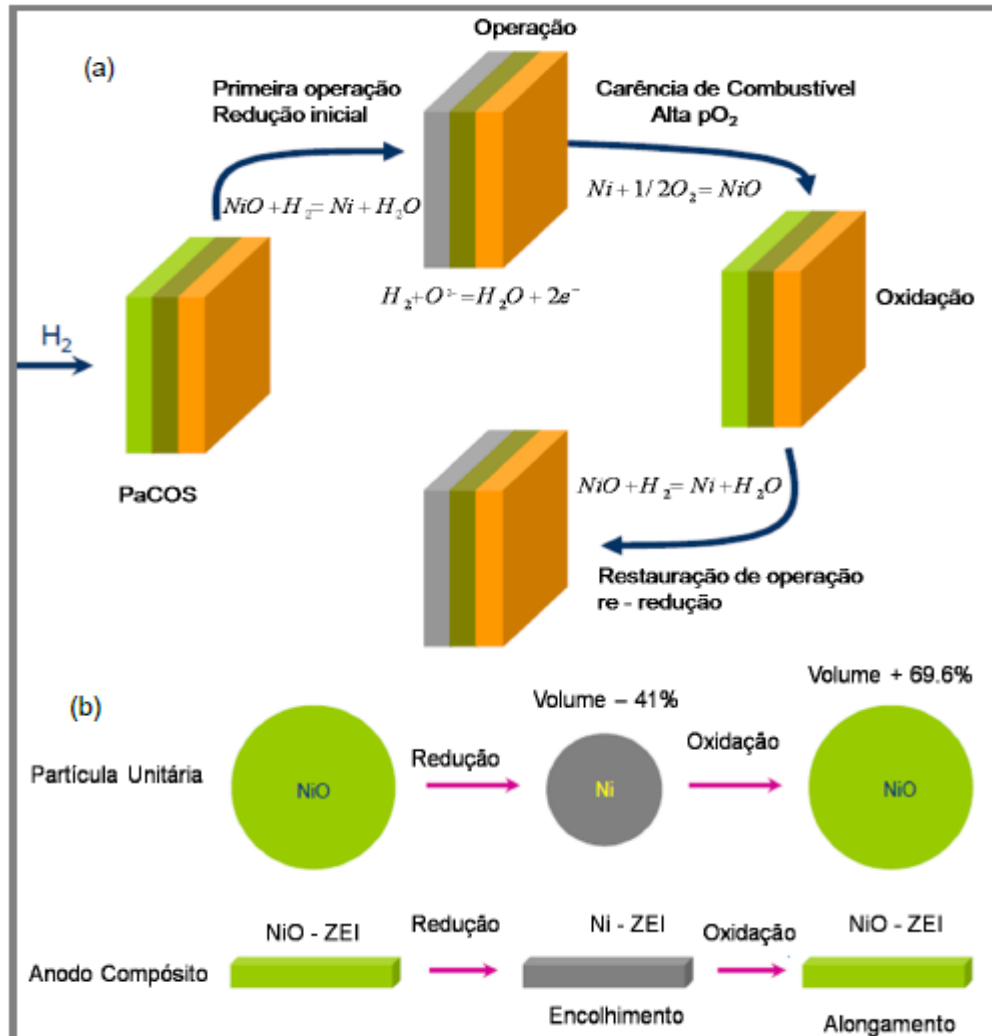 (a)
Operação
Primeira operação
Redução inicial
Carência de Combustível
Alta pO₂
NiO + H₂ = Ni + H₂O
Ni + 1/2O₂ = NiO
H₂ + O²⁻ = H₂O + 2e⁻
Oxidação
H₂
PaCOS
NiO + H₂ = Ni + H₂O
Restauração de operação
re - redução
(b)
Volume – 41%
Volume + 69.6%
Partícula Unitária
NiO
Redução
Ni
Oxidação
NiO
Anodo Compósito
NiO - ZEI
Redução
Ni - ZEI
Oxidação
NiO - ZEI
Encolhimento
Alongamento